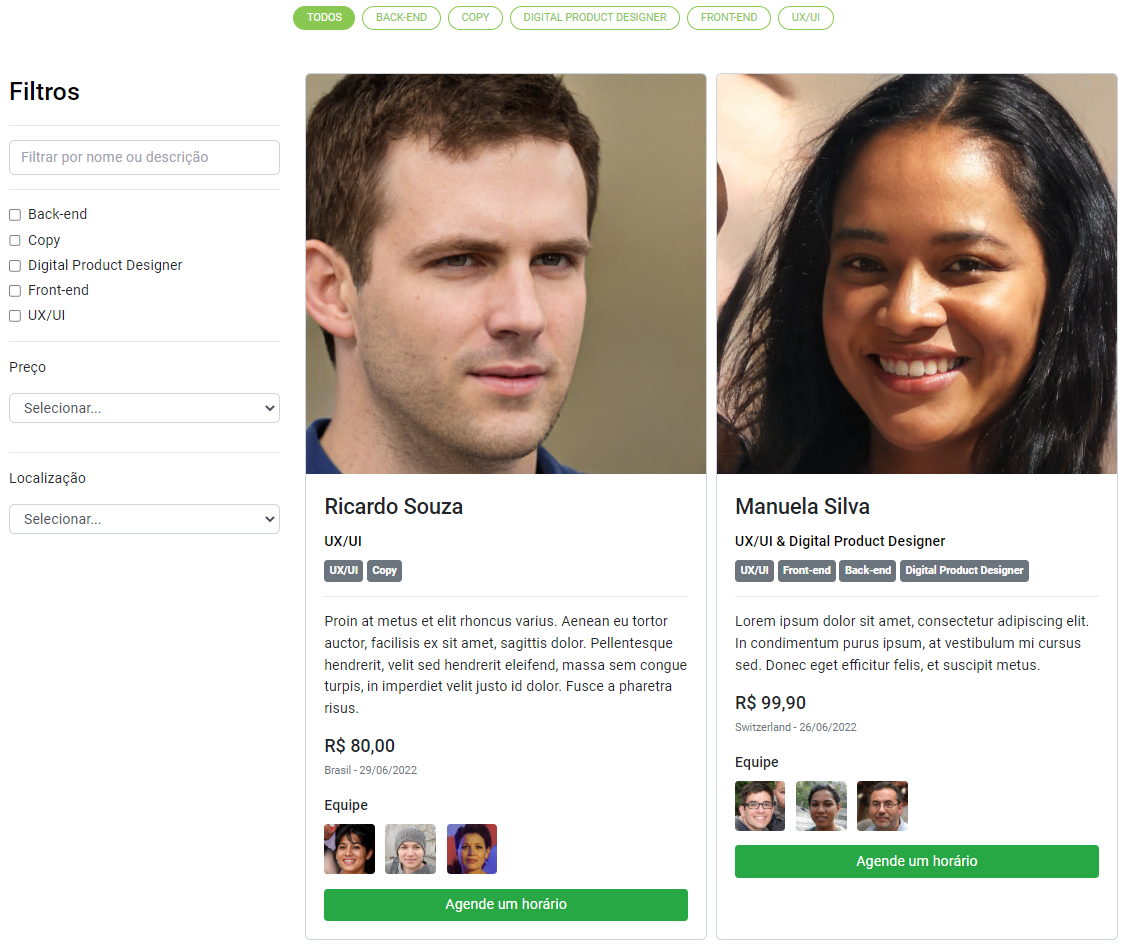 TODOS BACK-END COPY DIGITAL PRODUCT DESIGNER FRONT-END UX/UI
Filtros
Filtrar por nome ou descrição
Back-end
Copy
Digital Product Designer
Front-end
UX/UI
Preço
Selecionar...
Localização
Selecionar...
Ricardo Souza
UX/UI
UX/UI Copy
Proin at metus et elit rhoncus varius. Aenean eu tortor
auctor, facilisis ex sit amet, sagittis dolor. Pellentesque
hendrerit, velit sed hendrerit eleifend, massa sem congue
turpis, in imperdiet velit justo id dolor. Fusce a pharetra
risus.
R$ 80,00
Brasil - 29/06/2022
Equipe
Agende um horário
Manuela Silva
UX/UI & Digital Product Designer
UX/UI Front-end Back-end Digital Product Designer
Lorem ipsum dolor sit amet, consectetur adipiscing elit.
In condimentum purus ipsum, at vestibulum mi cursus
sed. Donec eget efficitur felis, et suscipit metus.
R$ 99,90
Switzerland - 26/06/2022
Equipe
Agende um horário